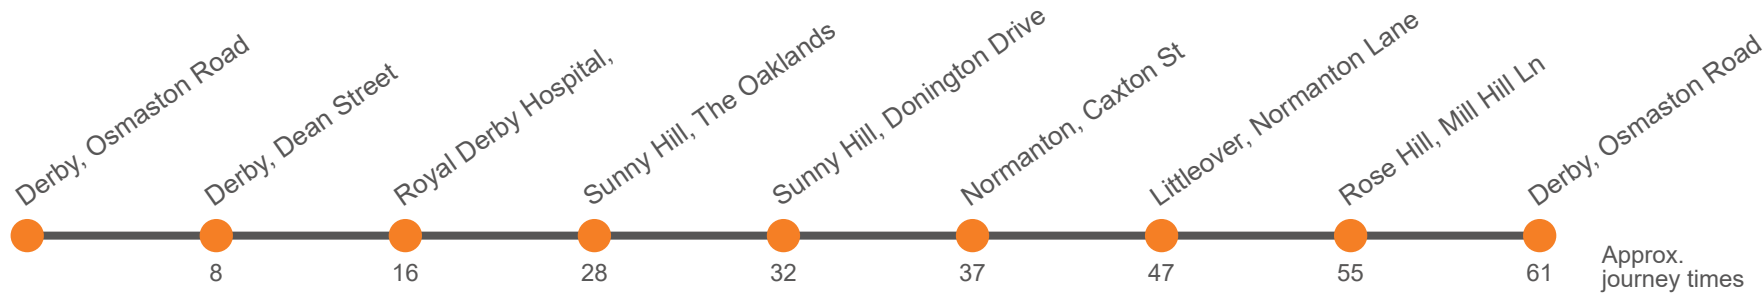 Derby, Osmaston Road
Derby, Dean Street
Royal Derby Hospital,
Sunny Hill, The Oaklands
Sunny Hill, Donington Drive
Normanton, Caxton St
Littleover, Normanton Lane
Rose Hill, Mill Hill Ln
Derby, Osmaston Road
8
16
28
32
37
47
55
61
Approx.
journey times